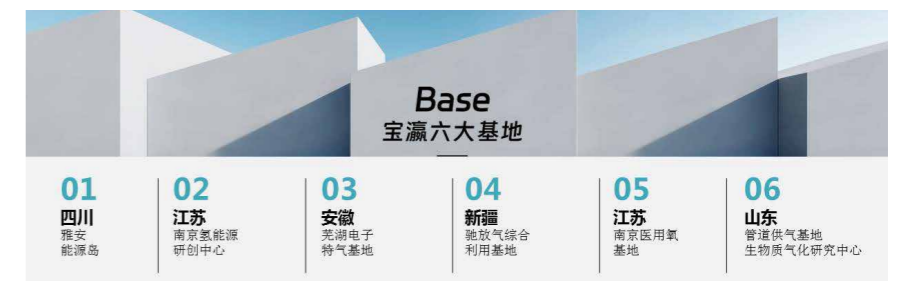 Base
宝瀛六大基地
01
四川
雅安
能源岛
02
江苏
南京氢能源
研创中心
03
安徽
芜湖电子
特气基地
04
新疆
驰放气综合
利用基地
05
江苏
南京医用氧
基地
06
山东
管道供气基地
生物质气化研究中心